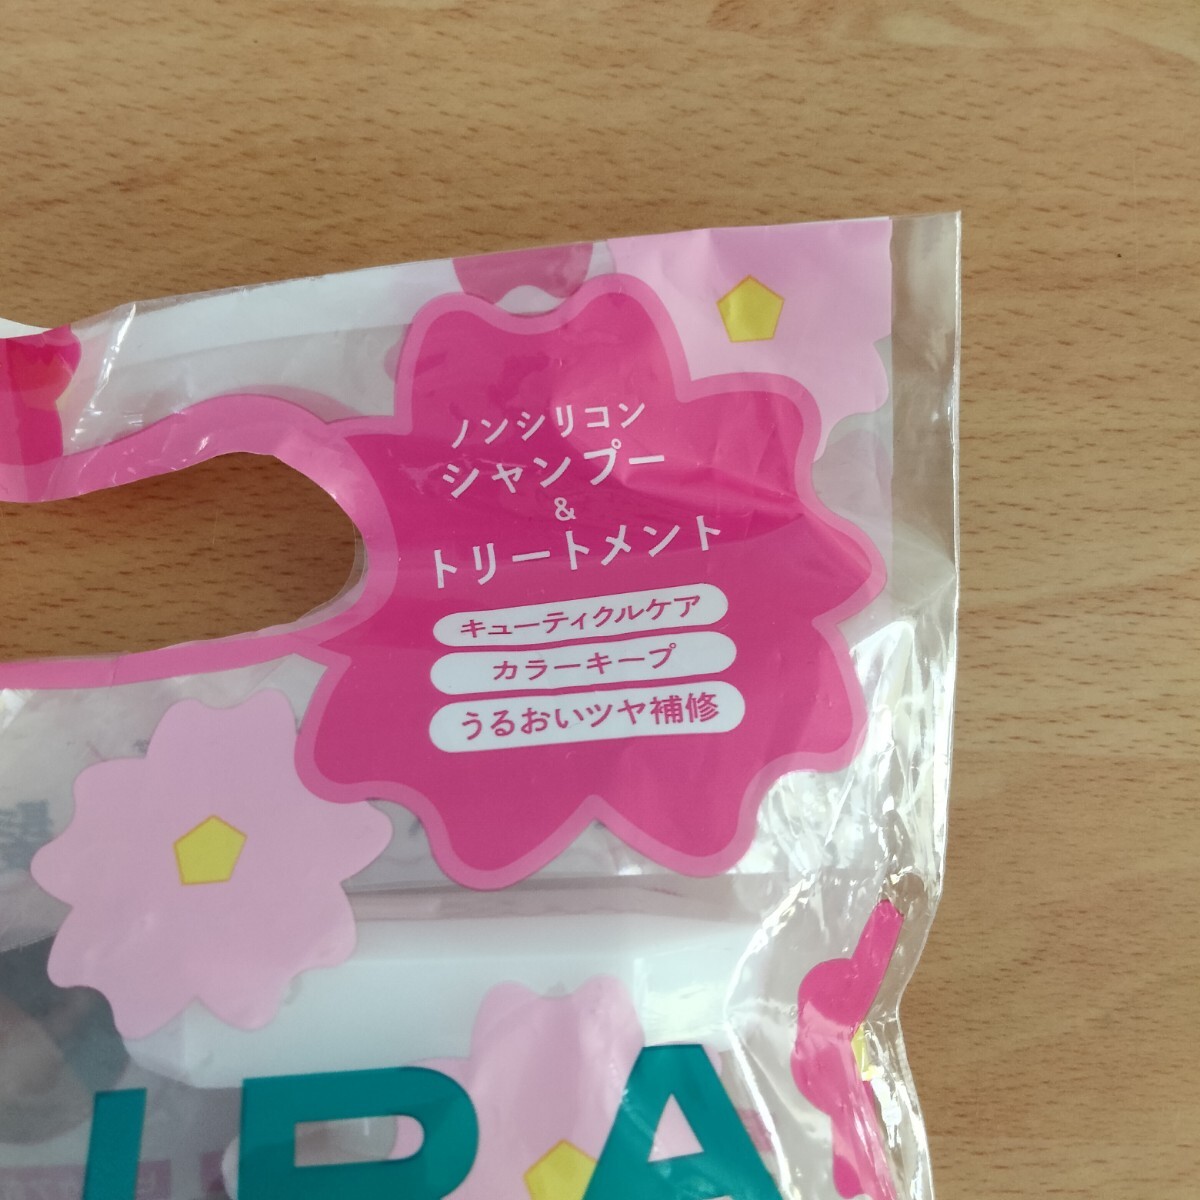 ノンシリコン
シャンプー
&
トリートメント
キューティクルケア
カラーキープ
うるおいツヤ補修